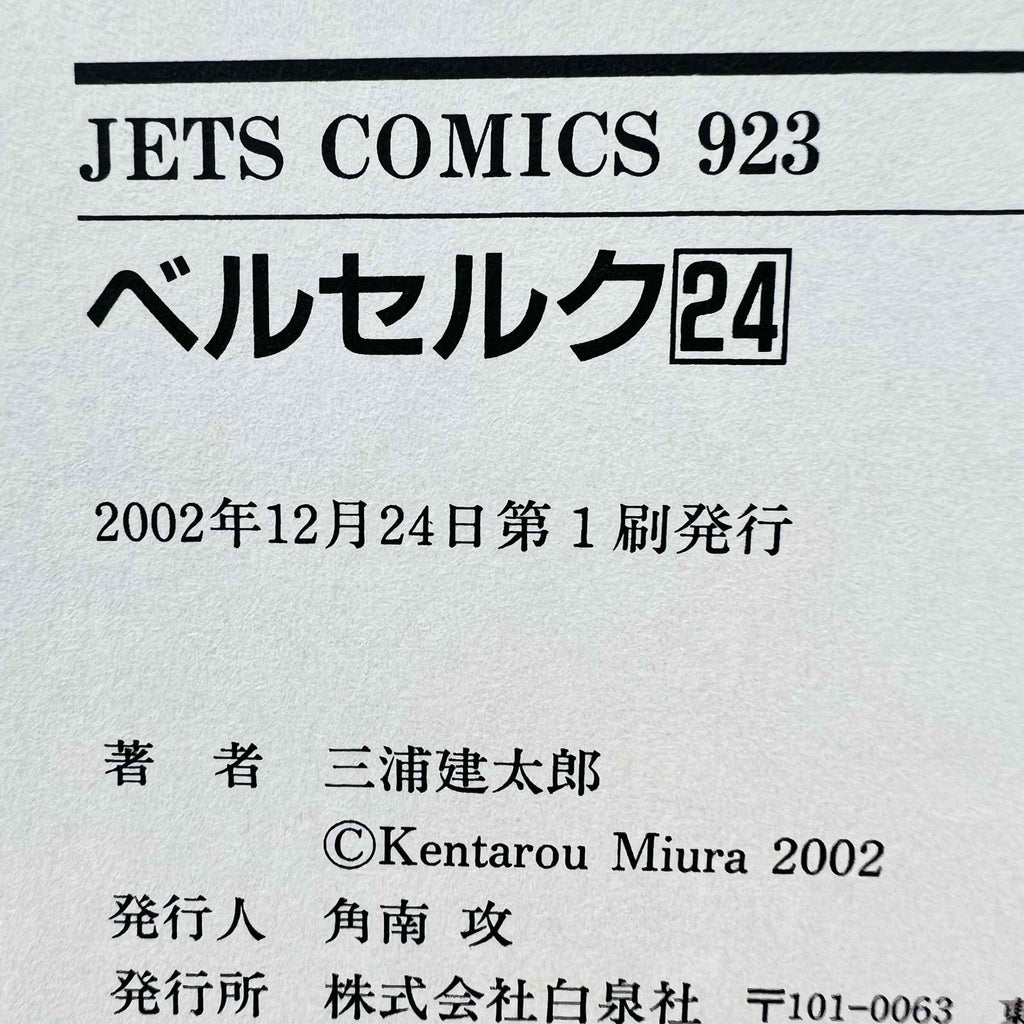 JETS COMICS 923
ベルセルク24
2002年12月24日第1刷発行
著 者 三浦建太郎
©Kentarou Miura 2002
発行人 角南 攻
発行所 株式会社白泉社 〒101-0063